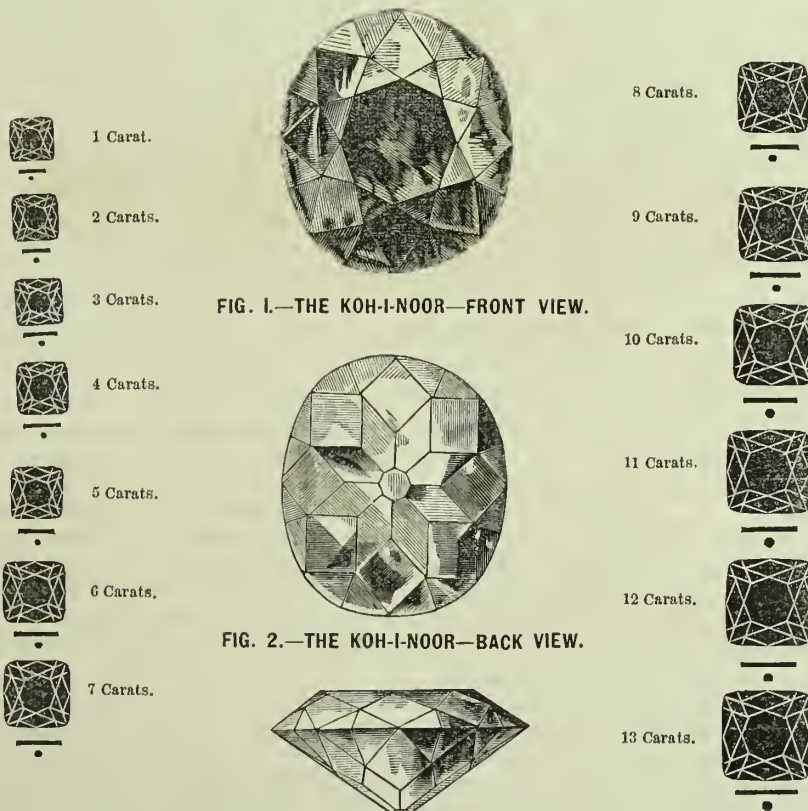 1 Carat.
2 Carats.
3 Carats.
4 Carats.
5 Carats.
6 Carats.
7 Carats.
FIG. 1.—THE KOH-I-NOOR—FRONT VIEW.
FIG. 2.—THE KOH-I-NOOR—BACK VIEW.
8 Carats.
9 Carats.
10 Carats.
11 Carats.
12 Carats.
13 Carats.